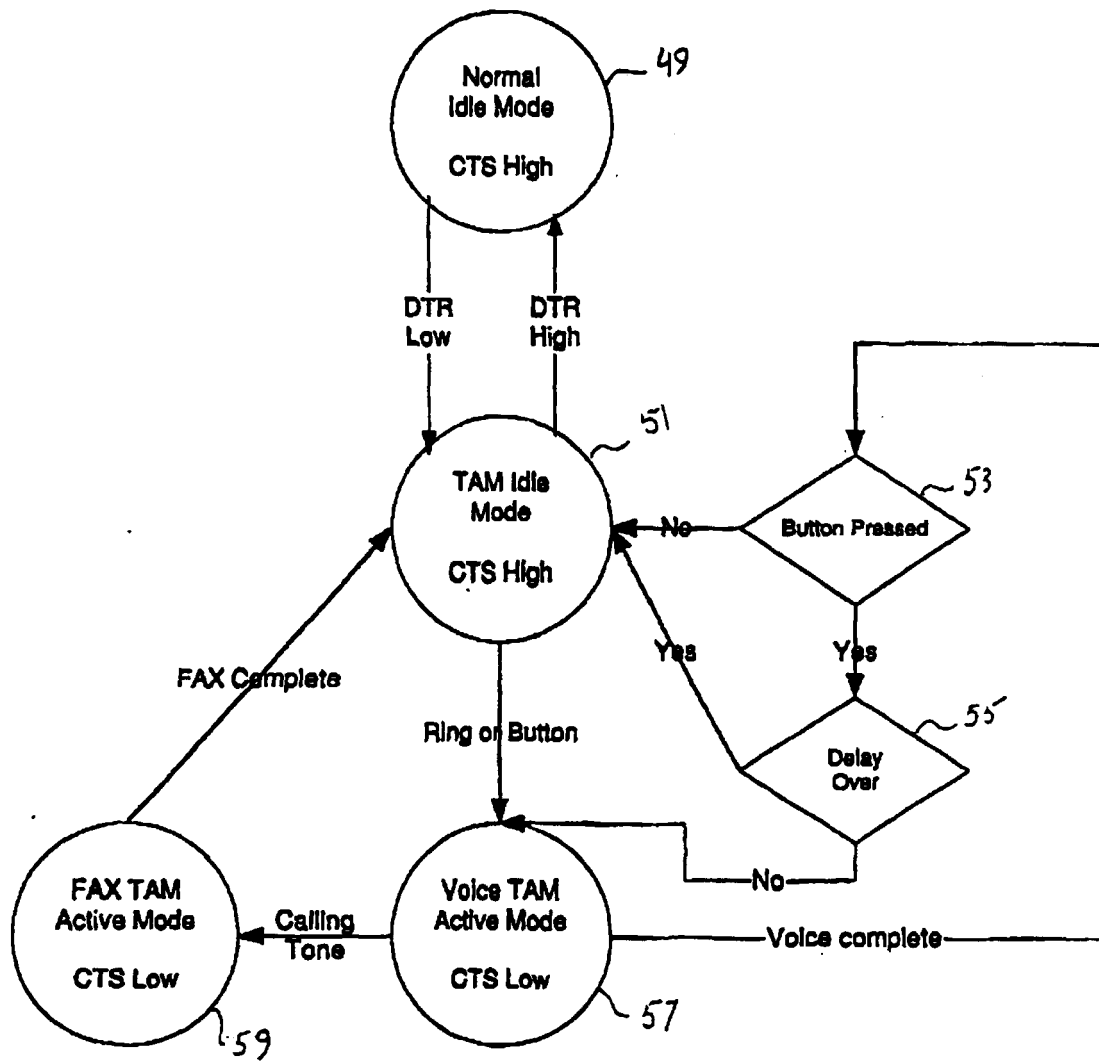 49
Normal
Idle Mode
CTS High
DTR
Low
DTR
High
51
TAM Idle
Mode
CTS High
53
Button Pressed
No
Yes
Yes
FAX Complete
Ring or Button
55
Delay
Over
No
FAX TAM
Active Mode
CTS Low
Calling
Tone
Voice TAM
Active Mode
CTS Low
Voice complete
59
57